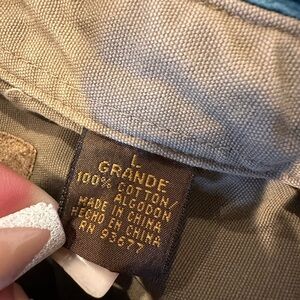 L
GRANDE
100% COTTON/
ALGODON
MADE IN CHINA
HECHO EN CHINA
RN 93677